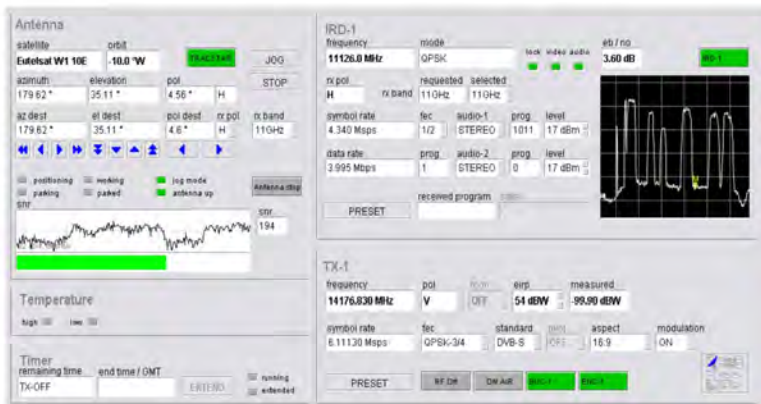 Antenna
satellite orbit
Eutelsat W1 10E -10.0 °W JOG
azimuth elevation pol STOP
179.62 ° 35.11 ° 4.56 ° H
az dest el dest pol dest rx pol rx band
179.62 ° 35.11 ° 4.6 ° H 11GHz
positioning working jog mode
parking parked antenna up
Antenna stop
snr
snr
194
Temperature
high low
Timer
remaining time end time / GMT
TX-OFF EXTEND
running
extended
IRD-1
frequency mode lock video audio eb / no
11126.0 MHz QPSK 3.60 dB IRD-1
rx pol rx band requested selected
H 11GHz 11GHz
symbol rate fec audio-1 prog level
4.340 Msps 1/2 STEREO 1011 17 dBm
data rate prog audio-2 prog level
3.995 Mbps 1 STEREO 0 17 dBm
received program
PRESET
TX-1
frequency pol eirp measured
14176.830 MHz V OFF 54 dBW -99.90 dBW
symbol rate fec standard aspect modulation
6.11130 Msps QPSK-3/4 DVB-S OFF 16:9 ON
PRESET ON AIR